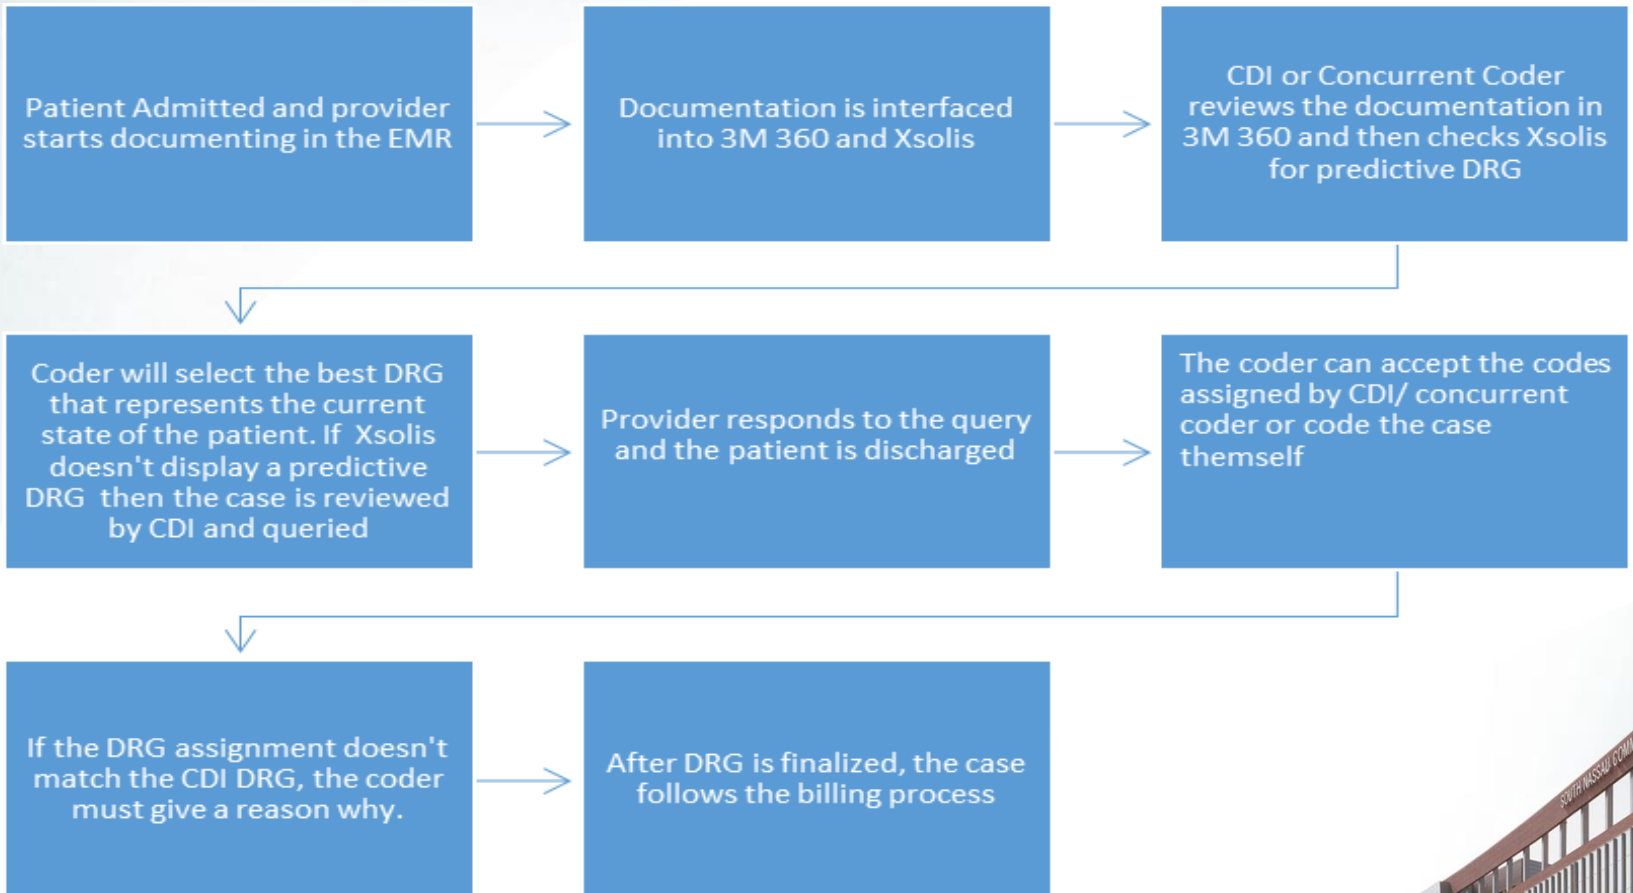 Patient Admitted and provider
starts documenting in the EMR
Documentation is interfaced
into 3M 360 and Xsolis
CDI or Concurrent Coder
reviews the documentation in
3M 360 and then checks Xsolis
for predictive DRG
Coder will select the best DRG
that represents the current
state of the patient. If  Xsolis
doesn't display a predictive
DRG  then the case is reviewed
by CDI and queried
Provider responds to the query
and the patient is discharged
The coder can accept the codes
assigned by CDI/ concurrent
coder or code the case
themself
If the DRG assignment doesn't
match the CDI DRG, the coder
must give a reason why.
After DRG is finalized, the case
follows the billing process
SOUTH NASSAU